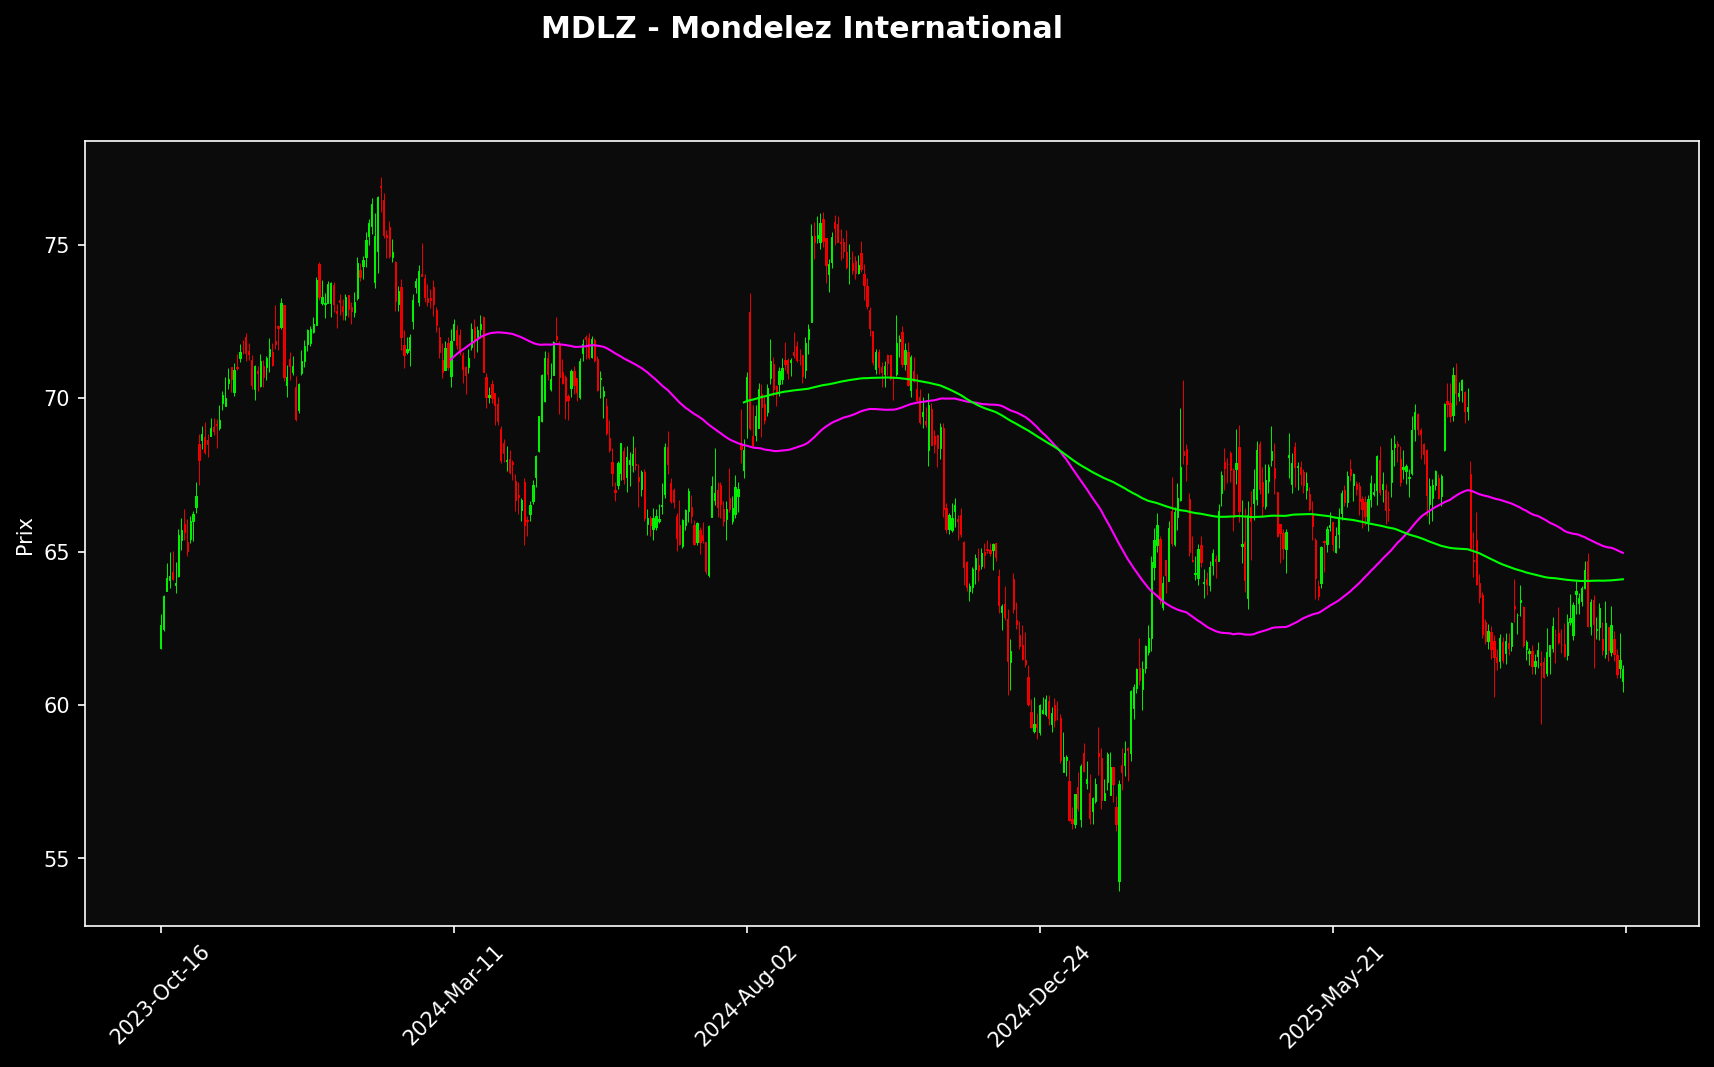 MDLZ - Mondelez International
Prix
75
70
65
60
55
2023-Oct-16
2024-Mar-11
2024-Aug-02
2024-Dec-24
2025-May-21